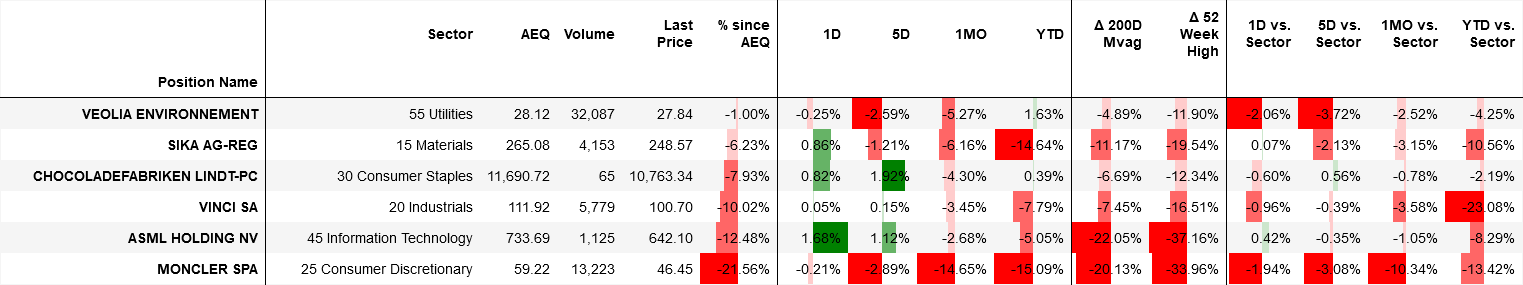 Position Name Sector AEQ Volume Last Price % since AEQ 1D 5D 1MO YTD Δ 200D Mvag Δ 52 Week High 1D vs. Sector 5D vs. Sector 1MO vs. Sector YTD vs. Sector
VEOLIA ENVIRONNEMENT 55 Utilities 28.12 32,087 27.84 -1.00% -0.25% -2.59% -5.27% 1.63% -4.89% -11.90% -2.06% -3.72% -2.52% -4.25%
SIKA AG-REG 15 Materials 265.08 4,153 248.57 -6.23% 0.86% -1.21% -6.16% -14.64% -11.17% -19.54% 0.07% -2.13% -3.15% -10.56%
CHOCOLADEFABRIKEN LINDT-PC 30 Consumer Staples 11,690.72 65 10,763.34 -7.93% 0.82% 1.92% -4.30% 0.39% -6.69% -12.34% -0.60% 0.56% -0.78% -2.19%
VINCI SA 20 Industrials 111.92 5,779 100.70 -10.02% 0.05% 0.15% -3.45% -7.79% -7.45% -16.51% -0.96% -0.39% -3.58% -23.08%
ASML HOLDING NV 45 Information Technology 733.69 1,125 642.10 -12.48% 1.68% 1.12% -2.68% -5.05% -22.05% -37.16% 0.42% -0.35% -1.05% -8.29%
MONCLER SPA 25 Consumer Discretionary 59.22 13,223 46.45 -21.56% -0.21% -2.89% -14.65% -15.09% -20.13% -33.96% -1.94% -3.08% -10.34% -13.42%